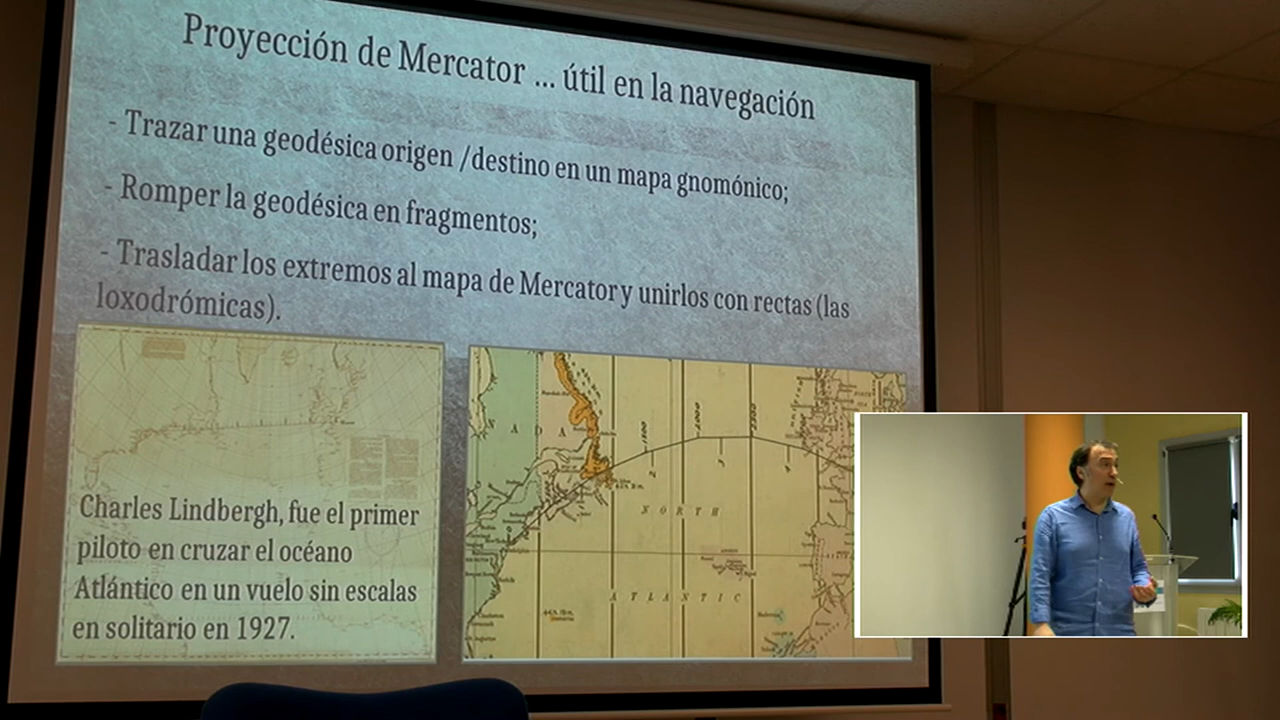 Proyección de Mercator ... útil en la navegación
- Trazar una geodésica origen /destino en un mapa gnomónico;
- Romper la geodésica en fragmentos;
- Trasladar los extremos al mapa de Mercator y unirlos con rectas (las
loxodrómicas).
Charles Lindbergh, fue el primer
piloto en cruzar el océano
Atlántico en un vuelo sin escalas
en solitario en 1927.
N A D A
NORTH
ATLANTIC